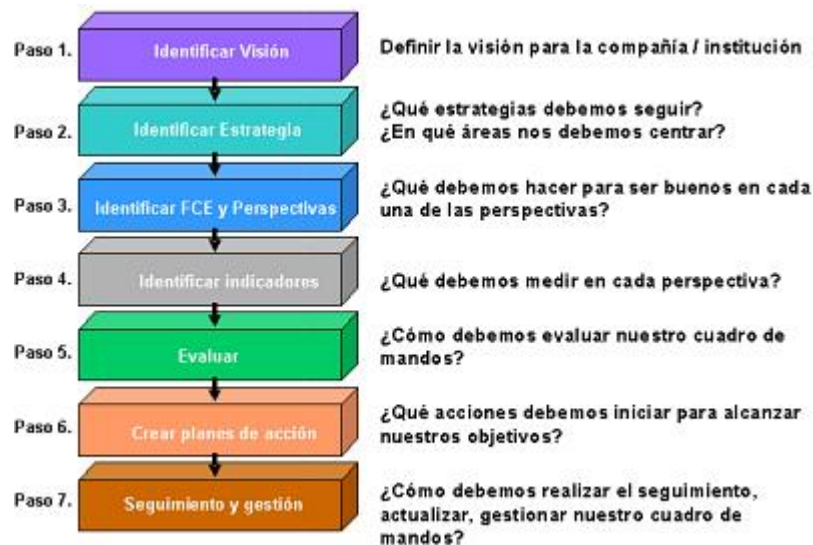 Paso 1.
Identificar Visión
Definir la visión para la compañía / institución
Paso 2.
Identificar Estrategia
¿Qué estrategias debemos seguir?
¿En qué áreas nos debemos centrar?
Paso 3.
Identificar FCE y Perspectivas
¿Qué debemos hacer para ser buenos en cada
una de las perspectivas?
Paso 4.
Identificar indicadores
¿Qué debemos medir en cada perspectiva?
Paso 5.
Evaluar
¿Cómo debemos evaluar nuestro cuadro de
mandos?
Paso 6.
Crear planes de acción
¿Qué acciones debemos iniciar para alcanzar
nuestros objetivos?
Paso 7.
Seguimiento y gestión
¿Cómo debemos realizar el seguimiento,
actualizar, gestionar nuestro cuadro de
mandos?